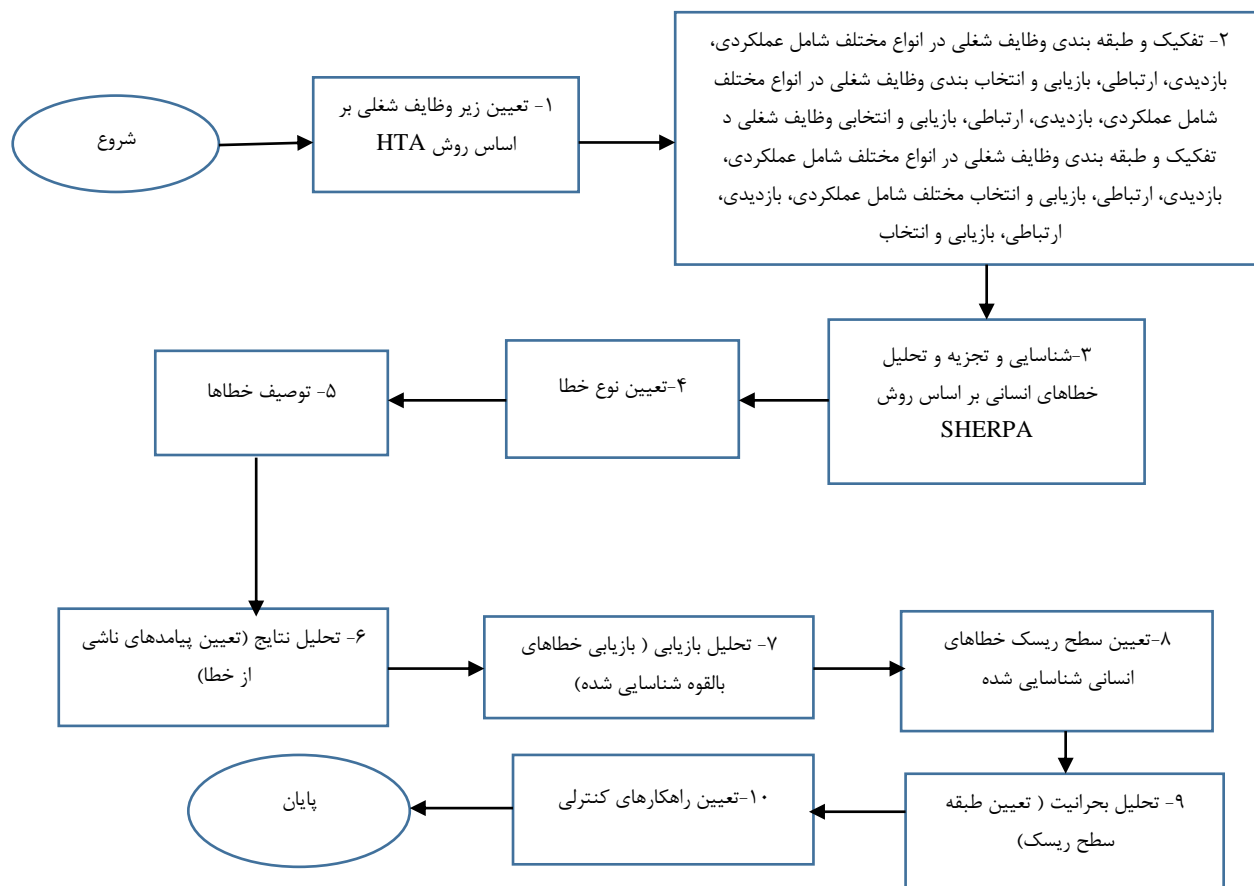 شروع
۱- تعیین زیر وظایف شغلی بر
اساس روش HTA
۲- تفکیک و طبقه بندی وظایف شغلی در انواع مختلف شامل عملکردی،
بازدیدی، ارتباطی، بازیابی و انتخاب بندی وظایف شغلی در انواع مختلف
شامل عملکردی، بازدیدی، ارتباطی، بازیابی و انتخابی وظایف شغلی د
تفکیک و طبقه بندی وظایف شغلی در انواع مختلف شامل عملکردی،
بازدیدی، ارتباطی، بازیابی و انتخاب مختلف شامل عملکردی، بازدیدی،
ارتباطی، بازیابی و انتخاب
۳-شناسایی و تجزیه و تحلیل
خطاهای انسانی بر اساس روش
SHERPA
۴-تعیین نوع خطا
۵- توصیف خطاها
۶- تحلیل نتایج (تعیین پیامدهای ناشی
از خطا)
۷- تحلیل بازیابی ( بازیابی خطاهای
بالقوه شناسایی شده)
۸-تعیین سطح ریسک خطاهای
انسانی شناسایی شده
۹- تحلیل بحرانیت ( تعیین طبقه
سطح ریسک)
۱۰-تعیین راهکارهای کنترلی
پایان